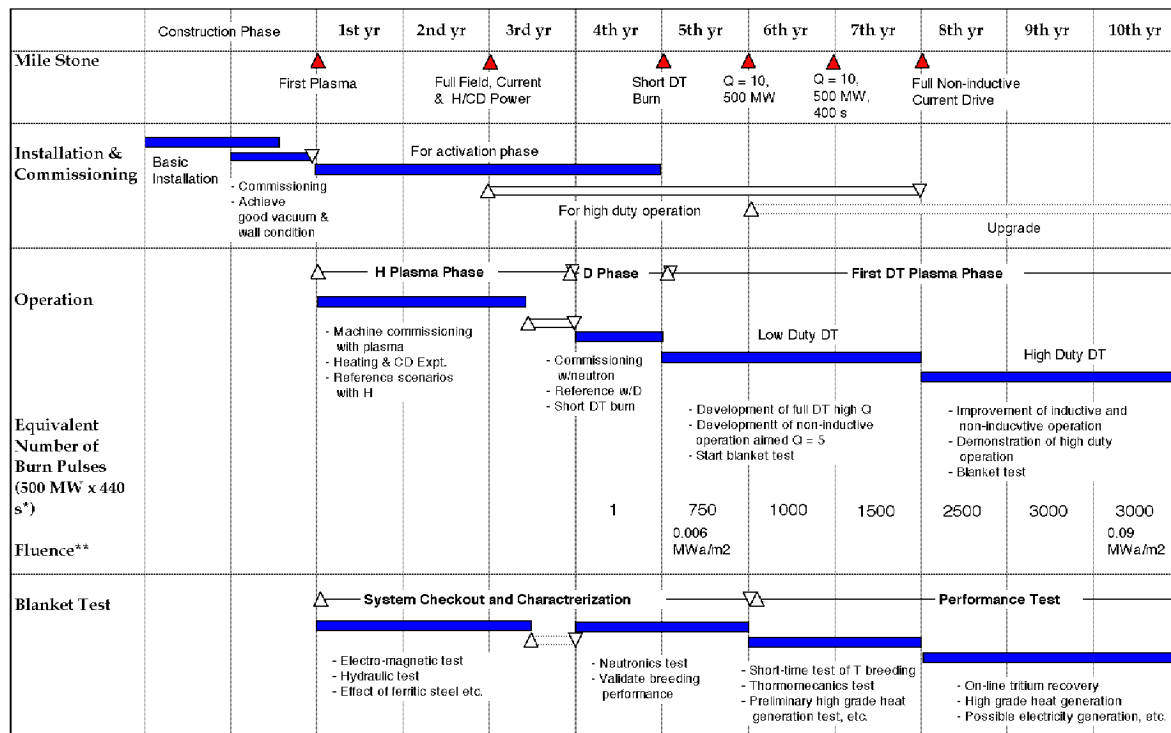 Construction Phase
1st yr
2nd yr
3rd yr
4th yr
5th yr
6th yr
7th yr
8th yr
9th yr
10th yr
Mile Stone
First Plasma
Full Field, Current
& H/CD Power
Short DT
Burn
Q = 10,
500 MW
Q = 10,
500 MW,
400 s
Full Non-inductive
Current Drive
Installation &
Commissioning
Basic
Installation
- Commissioning
- Achieve
good vacuum &
wall condition
For activation phase
For high duty operation
Upgrade
Operation
H Plasma Phase
D Phase
First DT Plasma Phase
Low Duty DT
High Duty DT
- Machine commissioning
with plasma
- Heating & CD Expt.
- Reference scenarios
with H
- Commissioning
w/neutron
- Reference w/D
- Short DT burn
- Development of full DT high Q
- Developmentt of non-inductive
operation aimed Q = 5
- Start blanket test
- Improvement of inductive and
non-inducvtive operation
- Demonstration of high duty
operation
- Blanket test
Equivalent
Number of
Burn Pulses
(500 MW x 440
s*)
1
750
1000
1500
2500
3000
3000
Fluence**
0.006
MWa/m2
0.09
MWa/m2
Blanket Test
System Checkout and Charactrerization
Performance Test
- Electro-magnetic test
- Hydraulic test
- Effect of ferritic steel etc.
- Neutronics test
- Validate breeding
performance
- Short-time test of T breeding
- Thormomecanics test
- Preliminary high grade heat
generation test, etc.
- On-line tritium recovery
- High grade heat generation
- Possible electricity generation, etc.